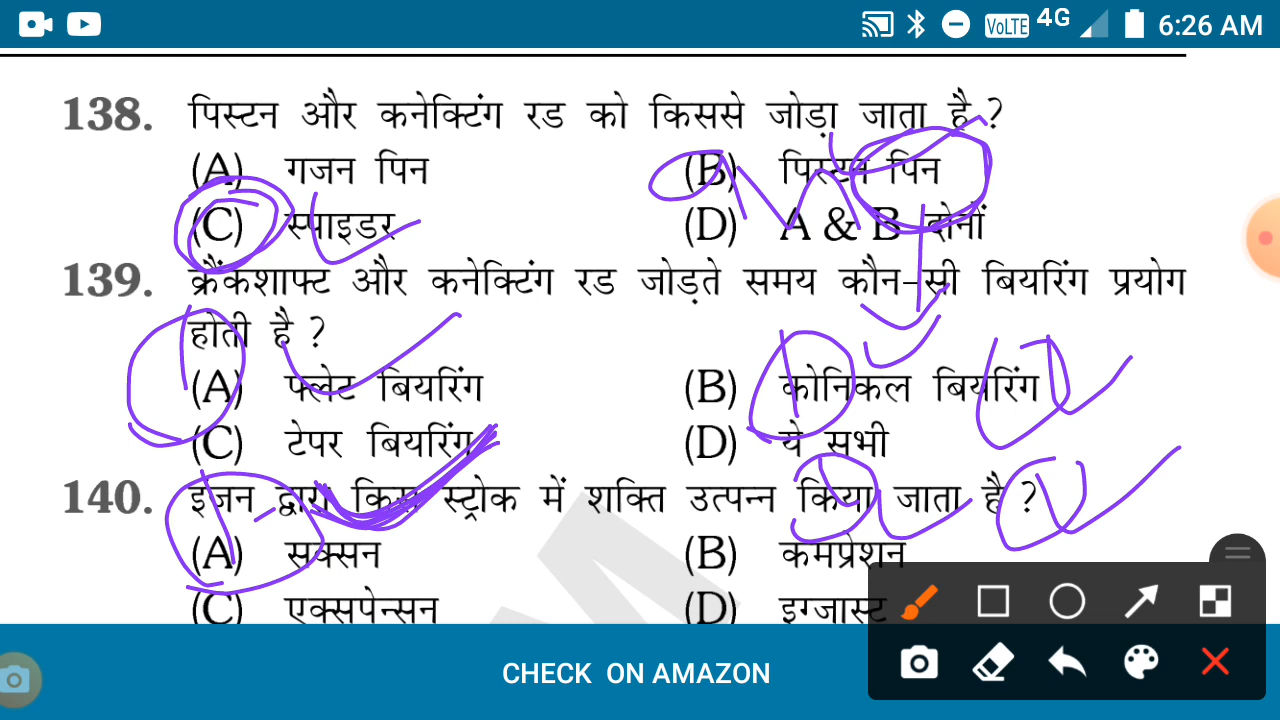 VoLTE 4G 6:26 AM
138. पिस्टन और कनेक्टिंग रड को किससे जोड़ा जाता है ?
(A) गजन पिन (B) पिस्टन पिन
(C) स्पाइडर (D) A & B दोनों
139. क्रैंकशाफ्ट और कनेक्टिंग रड जोड़ते समय कौन-सी बियरिंग प्रयोग
होती है ?
(A) फ्लेट बियरिंग (B) कोनिकल बियरिंग
(C) टेपर बियरिंग (D) ये सभी
140. इंजन द्वारा किस स्ट्रोक में शक्ति उत्पन्न किया जाता है ?
(A) सक्सन (B) कमप्रेशन
(C) एक्सपेन्सन (D) इग्जास्ट
CHECK ON AMAZON